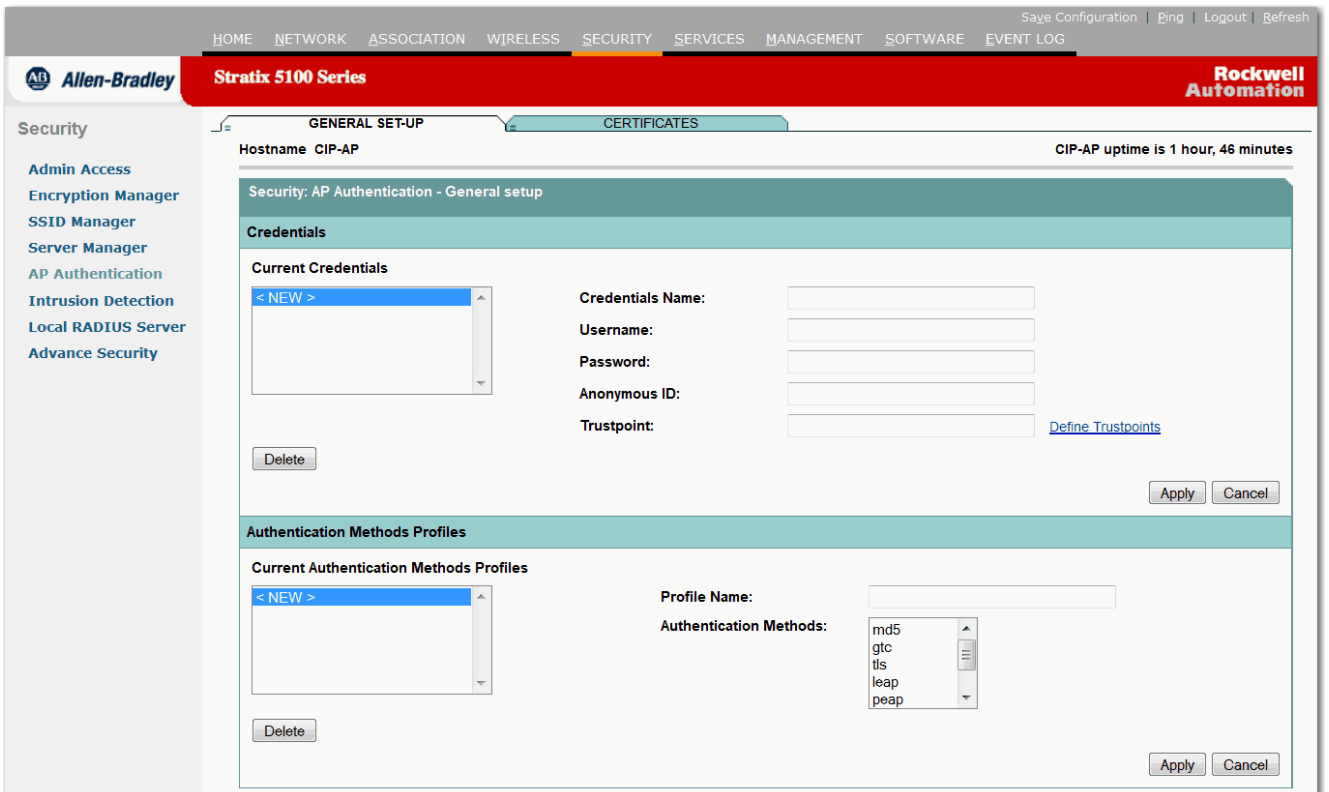 Save Configuration | Ping | Logout | Refresh
HOME NETWORK ASSOCIATION WIRELESS SECURITY SERVICES MANAGEMENT SOFTWARE EVENT LOG
AB Allen-Bradley Stratix 5100 Series Rockwell
Automation
Security
Admin Access
Encryption Manager
SSID Manager
Server Manager
AP Authentication
Intrusion Detection
Local RADIUS Server
Advance Security
GENERAL SET-UP CERTIFICATES
Hostname CIP-AP CIP-AP uptime is 1 hour, 46 minutes
Security: AP Authentication - General setup
Credentials
Current Credentials
< NEW >
Credentials Name:
Username:
Password:
Anonymous ID:
Trustpoint: Define Trustpoints
Delete
Apply Cancel
Authentication Methods Profiles
Current Authentication Methods Profiles
< NEW >
Profile Name:
Authentication Methods:
md5
gtc
tls
leap
peap
Delete
Apply Cancel